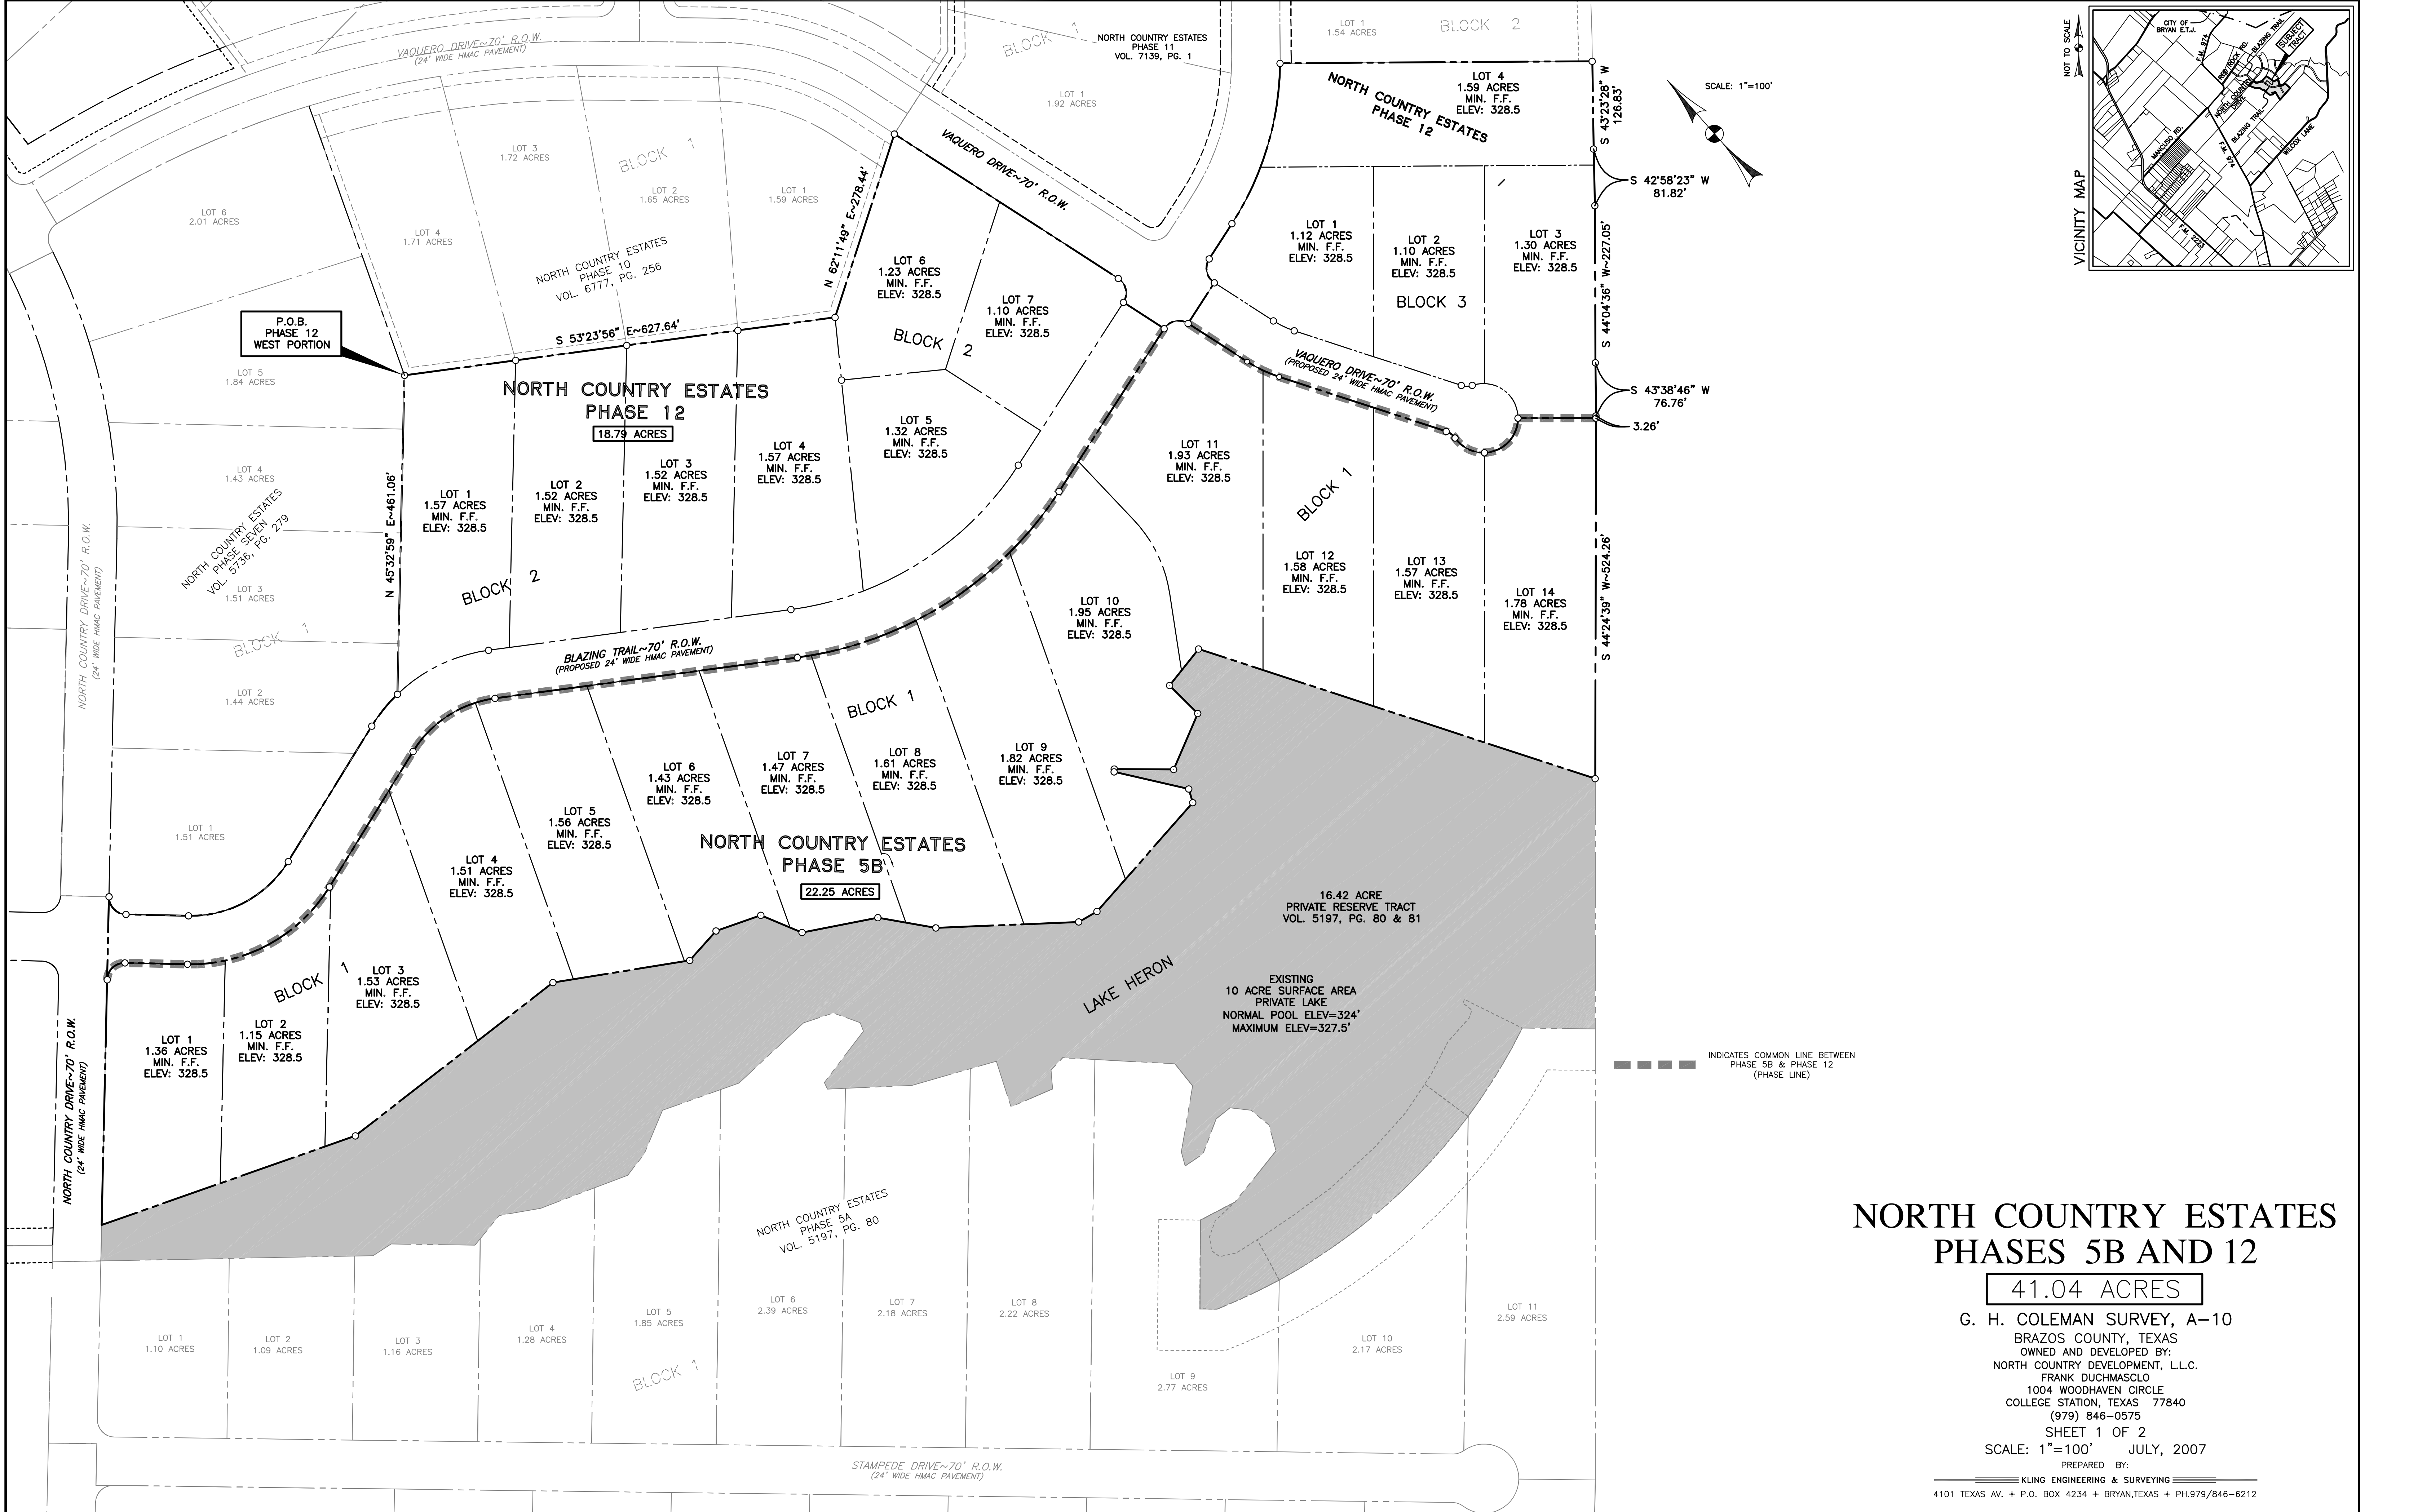 VAQUERO DRIVE~70' R.O.W.
(24' WIDE HMAC PAVEMENT)
BLOCK 1
NORTH COUNTRY ESTATES
PHASE 11
VOL. 7139, PG. 1
LOT 1
1.92 ACRES
LOT 1
1.54 ACRES
BLOCK 2
NORTH COUNTRY ESTATES
PHASE 12
LOT 4
1.59 ACRES
MIN. F.F.
ELEV: 328.5
S 43°23'28" W
126.83'
SCALE: 1"=100'
NOT TO SCALE
VICINITY MAP
CITY OF
BRYAN E.T.J.
F.M. 974
RED ROCK RD.
BLAZING TRAIL
SUBJECT
TRACT
NORTH COUNTRY
DRIVE
BLAZING TRAIL
MANCUSO RD.
F.M. 974
WILCOX LANE
F.M. 2223
LOT 6
2.01 ACRES
LOT 4
1.71 ACRES
LOT 3
1.72 ACRES
BLOCK 1
LOT 2
1.65 ACRES
LOT 1
1.59 ACRES
NORTH COUNTRY ESTATES
PHASE 10
VOL. 6777, PG. 256
N 62°11'49" E~278.44'
VAQUERO DRIVE~70' R.O.W.
S 42°58'23" W
81.82'
S 44°04'36" W~227.05'
S 43°38'46" W
76.76'
3.26'
S 44°24'39" W~524.26'
LOT 1
1.12 ACRES
MIN. F.F.
ELEV: 328.5
LOT 2
1.10 ACRES
MIN. F.F.
ELEV: 328.5
LOT 3
1.30 ACRES
MIN. F.F.
ELEV: 328.5
BLOCK 3
VAQUERO DRIVE~70' R.O.W.
(PROPOSED 24' WIDE HMAC PAVEMENT)
P.O.B.
PHASE 12
WEST PORTION
S 53°23'56" E~627.64'
LOT 6
1.23 ACRES
MIN. F.F.
ELEV: 328.5
LOT 7
1.10 ACRES
MIN. F.F.
ELEV: 328.5
BLOCK 2
NORTH COUNTRY ESTATES
PHASE 12
18.79 ACRES
LOT 1
1.57 ACRES
MIN. F.F.
ELEV: 328.5
LOT 2
1.52 ACRES
MIN. F.F.
ELEV: 328.5
LOT 3
1.52 ACRES
MIN. F.F.
ELEV: 328.5
LOT 4
1.57 ACRES
MIN. F.F.
ELEV: 328.5
LOT 5
1.32 ACRES
MIN. F.F.
ELEV: 328.5
BLOCK 2
N 45°32'59" E~461.06'
LOT 5
1.84 ACRES
LOT 4
1.43 ACRES
NORTH COUNTRY ESTATES
PHASE SEVEN
VOL. 5736, PG. 279
LOT 3
1.51 ACRES
BLOCK 1
LOT 2
1.44 ACRES
LOT 1
1.51 ACRES
NORTH COUNTRY DRIVE~70' R.O.W.
(24' WIDE HMAC PAVEMENT)
BLAZING TRAIL~70' R.O.W.
(PROPOSED 24' WIDE HMAC PAVEMENT)
LOT 11
1.93 ACRES
MIN. F.F.
ELEV: 328.5
BLOCK 1
LOT 12
1.58 ACRES
MIN. F.F.
ELEV: 328.5
LOT 13
1.57 ACRES
MIN. F.F.
ELEV: 328.5
LOT 14
1.78 ACRES
MIN. F.F.
ELEV: 328.5
LOT 10
1.95 ACRES
MIN. F.F.
ELEV: 328.5
BLOCK 1
LOT 9
1.82 ACRES
MIN. F.F.
ELEV: 328.5
LOT 8
1.61 ACRES
MIN. F.F.
ELEV: 328.5
LOT 7
1.47 ACRES
MIN. F.F.
ELEV: 328.5
LOT 6
1.43 ACRES
MIN. F.F.
ELEV: 328.5
LOT 5
1.56 ACRES
MIN. F.F.
ELEV: 328.5
LOT 4
1.51 ACRES
MIN. F.F.
ELEV: 328.5
NORTH COUNTRY ESTATES
PHASE 5B
22.25 ACRES
LOT 3
1.53 ACRES
MIN. F.F.
ELEV: 328.5
BLOCK 1
LOT 2
1.15 ACRES
MIN. F.F.
ELEV: 328.5
LOT 1
1.36 ACRES
MIN. F.F.
ELEV: 328.5
NORTH COUNTRY DRIVE~70' R.O.W.
(24' WIDE HMAC PAVEMENT)
16.42 ACRE
PRIVATE RESERVE TRACT
VOL. 5197, PG. 80 & 81
LAKE HERON
EXISTING
10 ACRE SURFACE AREA
PRIVATE LAKE
NORMAL POOL ELEV=324'
MAXIMUM ELEV=327.5'
INDICATES COMMON LINE BETWEEN
PHASE 5B & PHASE 12
(PHASE LINE)
NORTH COUNTRY ESTATES
PHASE 5A
VOL. 5197, PG. 80
LOT 1
1.10 ACRES
LOT 2
1.09 ACRES
LOT 3
1.16 ACRES
LOT 4
1.28 ACRES
LOT 5
1.85 ACRES
LOT 6
2.39 ACRES
LOT 7
2.18 ACRES
LOT 8
2.22 ACRES
LOT 9
2.77 ACRES
LOT 10
2.17 ACRES
LOT 11
2.59 ACRES
BLOCK 1
STAMPEDE DRIVE~70' R.O.W.
(24' WIDE HMAC PAVEMENT)
NORTH COUNTRY ESTATES
PHASES 5B AND 12
41.04 ACRES
G. H. COLEMAN SURVEY, A-10
BRAZOS COUNTY, TEXAS
OWNED AND DEVELOPED BY:
NORTH COUNTRY DEVELOPMENT, L.L.C.
FRANK DUCHMASCLO
1004 WOODHAVEN CIRCLE
COLLEGE STATION, TEXAS 77840
(979) 846-0575
SHEET 1 OF 2
SCALE: 1"=100' JULY, 2007
PREPARED BY:
KLING ENGINEERING & SURVEYING
4101 TEXAS AV. + P.O. BOX 4234 + BRYAN,TEXAS + PH.979/846-6212